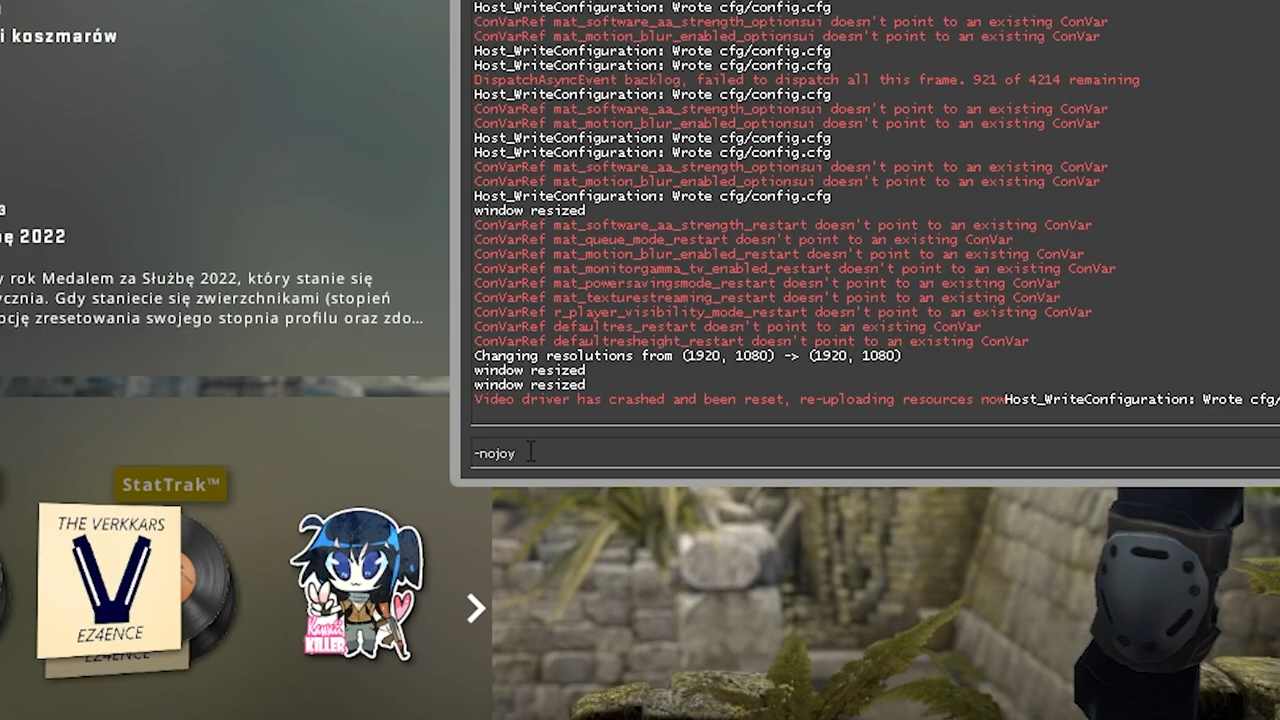 i koszmarów
3
ę 2022
y rok Medalem za Służbę 2022, który stanie się
ycznia. Gdy staniecie się zwierzchnikami (stopień
pcję zresetowania swojego stopnia profilu oraz zdo…
StatTrak™
THE VERKKARS
EZ4ENCE
EZ4ENCE
Kawaii
KILLER
Host_WriteConfiguration: Wrote cfg/config.cfg
ConVarRef mat_software_aa_strength_optionsui doesn't point to an existing ConVar
ConVarRef mat_motion_blur_enabled_optionsui doesn't point to an existing ConVar
Host_WriteConfiguration: Wrote cfg/config.cfg
Host_WriteConfiguration: Wrote cfg/config.cfg
DispatchAsyncEvent backlog, failed to dispatch all this frame. 921 of 4214 remaining
Host_WriteConfiguration: Wrote cfg/config.cfg
ConVarRef mat_software_aa_strength_optionsui doesn't point to an existing ConVar
ConVarRef mat_motion_blur_enabled_optionsui doesn't point to an existing ConVar
Host_WriteConfiguration: Wrote cfg/config.cfg
Host_WriteConfiguration: Wrote cfg/config.cfg
ConVarRef mat_software_aa_strength_optionsui doesn't point to an existing ConVar
ConVarRef mat_motion_blur_enabled_optionsui doesn't point to an existing ConVar
Host_WriteConfiguration: Wrote cfg/config.cfg
window resized
ConVarRef mat_software_aa_strength_restart doesn't point to an existing ConVar
ConVarRef mat_queue_mode_restart doesn't point to an existing ConVar
ConVarRef mat_motion_blur_enabled_restart doesn't point to an existing ConVar
ConVarRef mat_monitorgamma_tv_enabled_restart doesn't point to an existing ConVar
ConVarRef mat_powersavingsmode_restart doesn't point to an existing ConVar
ConVarRef mat_texturestreaming_restart doesn't point to an existing ConVar
ConVarRef r_player_visibility_mode_restart doesn't point to an existing ConVar
ConVarRef defaultres_restart doesn't point to an existing ConVar
ConVarRef defaultresheight_restart doesn't point to an existing ConVar
Changing resolutions from (1920, 1080) -> (1920, 1080)
window resized
window resized
Video driver has crashed and been reset, re-uploading resources nowHost_WriteConfiguration: Wrote cfg/
-nojoy